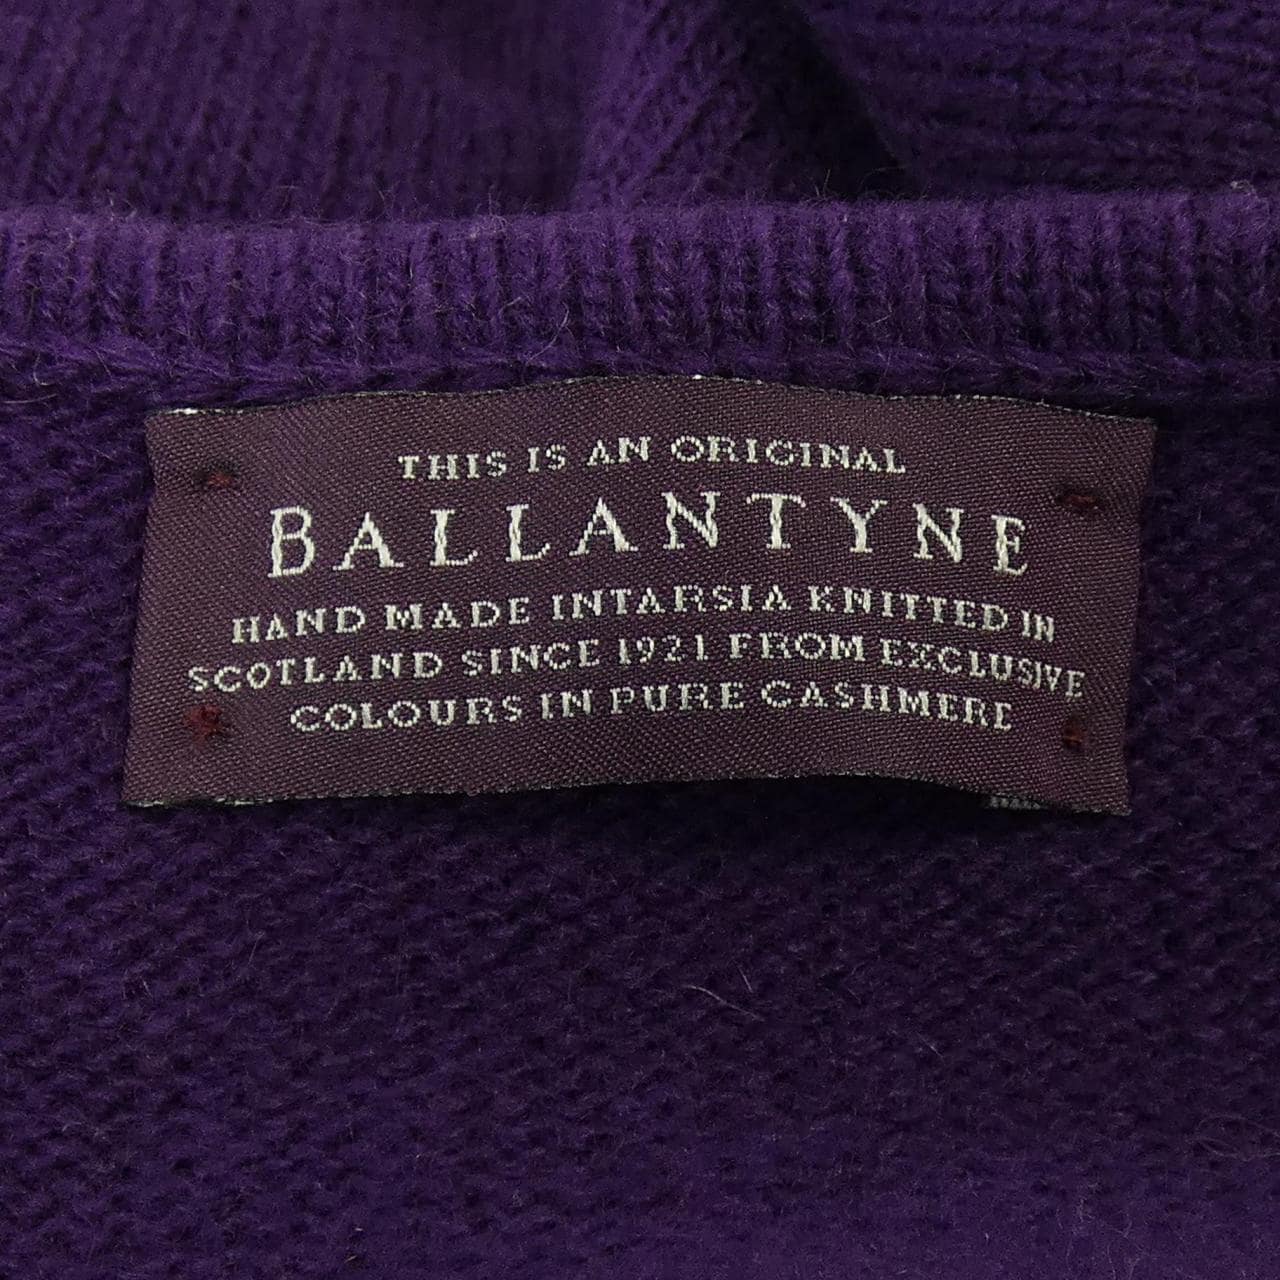 THIS IS AN ORIGINAL
BALLANTYNE
HAND MADE INTARSIA KNITTED IN
SCOTLAND SINCE 1921 FROM EXCLUSIVE
COLOURS IN PURE CASHMERE